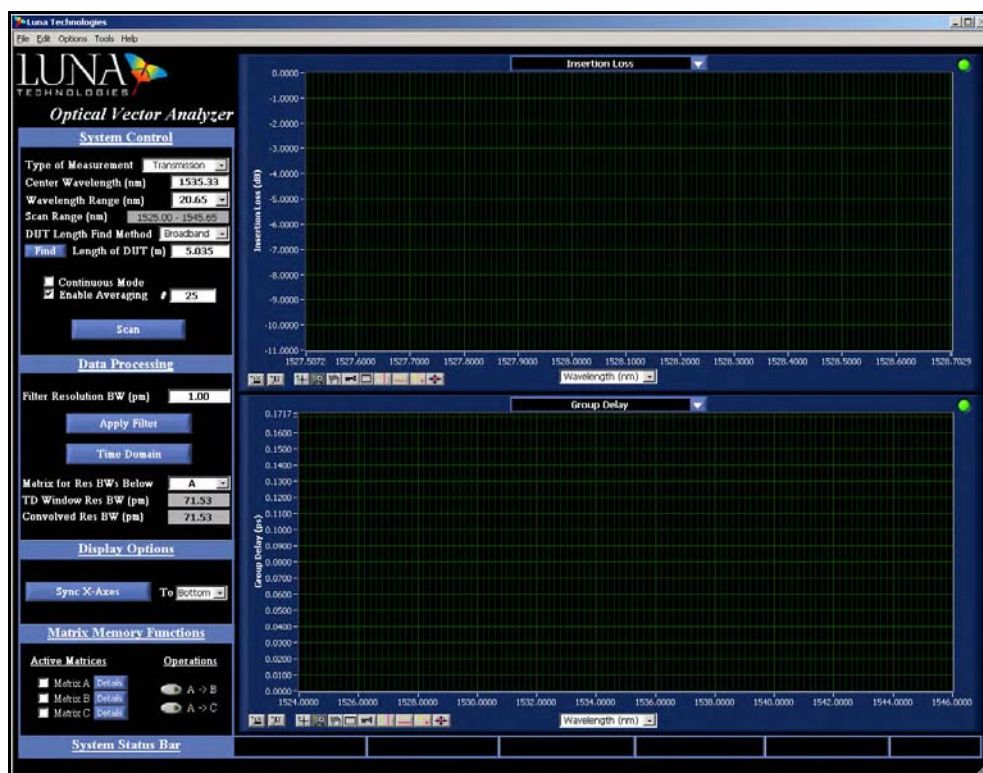 Luna Technologies
File Edit Options Tools Help
LUNA
TECHNOLOGIES
Optical Vector Analyzer
System Control
Type of Measurement Transmission
Center Wavelength (nm) 1535.33
Wavelength Range (nm) 20.65
Scan Range (nm) 1525.00 - 1545.65
DUT Length Find Method Broadband
Find Length of DUT (m) 5.035
Continuous Mode
Enable Averaging # 25
Scan
Data Processing
Filter Resolution BW (pm) 1.00
Apply Filter
Time Domain
Matrix for Res BWs Below A
TD Window Res BW (pm) 71.53
Convolved Res BW (pm) 71.53
Display Options
Sync X-Axes To Bottom
Matrix Memory Functions
Active Matrices Operations
Matrix A Details
Matrix B Details
Matrix C Details
A -> B
A -> C
System Status Bar
Insertion Loss
Insertion Loss (dB)
0.0000
-1.0000
-2.0000
-3.0000
-4.0000
-5.0000
-6.0000
-7.0000
-8.0000
-9.0000
-10.0000
-11.0000
1527.5072 1527.6000 1527.7000 1527.8000 1527.9000 1528.0000 1528.1000 1528.2000 1528.3000 1528.4000 1528.5000 1528.6000 1528.7029
Wavelength (nm)
Group Delay
Group Delay (ps)
0.1717
0.1600
0.1500
0.1400
0.1300
0.1200
0.1100
0.1000
0.0900
0.0800
0.0700
0.0600
0.0500
0.0400
0.0300
0.0200
0.0100
0.0000
1524.0000 1526.0000 1528.0000 1530.0000 1532.0000 1534.0000 1536.0000 1538.0000 1540.0000 1542.0000 1544.0000 1546.0000
Wavelength (nm)